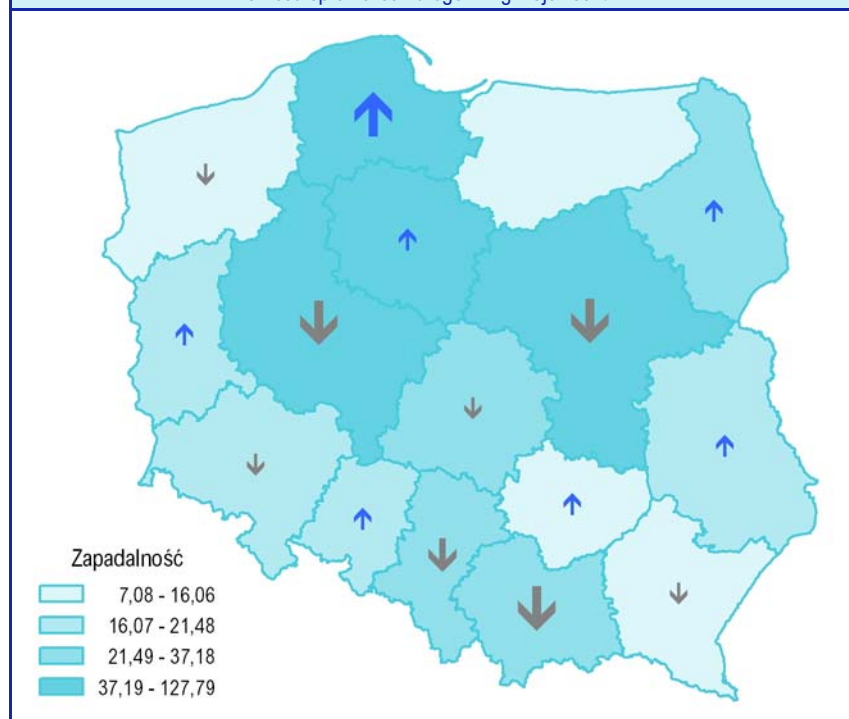 Zapadalność
7,08 - 16,06
16,07 - 21,48
21,49 - 37,18
37,19 - 127,79